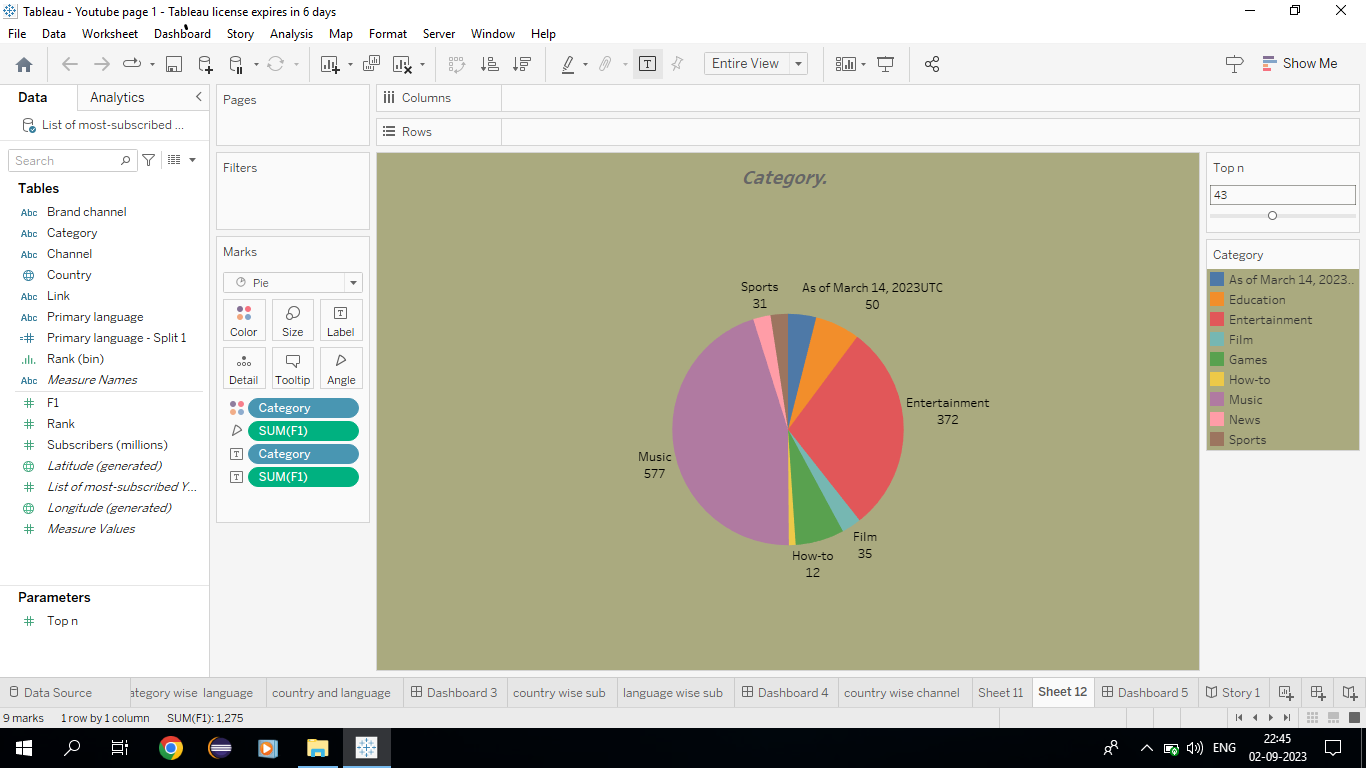 Tableau - Youtube page 1 - Tableau license expires in 6 days
File Data Worksheet Dashboard Story Analysis Map Format Server Window Help
Entire View
Show Me
Data Analytics
List of most-subscribed ...
Search
Tables
Abc Brand channel
Abc Category
Abc Channel
Country
Abc Link
Abc Primary language
=# Primary language - Split 1
Rank (bin)
Abc Measure Names
# F1
# Rank
# Subscribers (millions)
Latitude (generated)
# List of most-subscribed Y...
Longitude (generated)
# Measure Values
Parameters
# Top n
Pages
Filters
Marks
Pie
Color Size Label
Detail Tooltip Angle
Category
SUM(F1)
Category
SUM(F1)
Columns
Rows
Category.
Sports
31
As of March 14, 2023UTC
50
Entertainment
372
Music
577
Film
35
How-to
12
Top n
43
Category
As of March 14, 2023..
Education
Entertainment
Film
Games
How-to
Music
News
Sports
Data Source ategory wise language country and language Dashboard 3 country wise sub language wise sub Dashboard 4 country wise channel Sheet 11 Sheet 12 Dashboard 5 Story 1
9 marks 1 row by 1 column SUM(F1): 1,275
ENG
22:45
02-09-2023